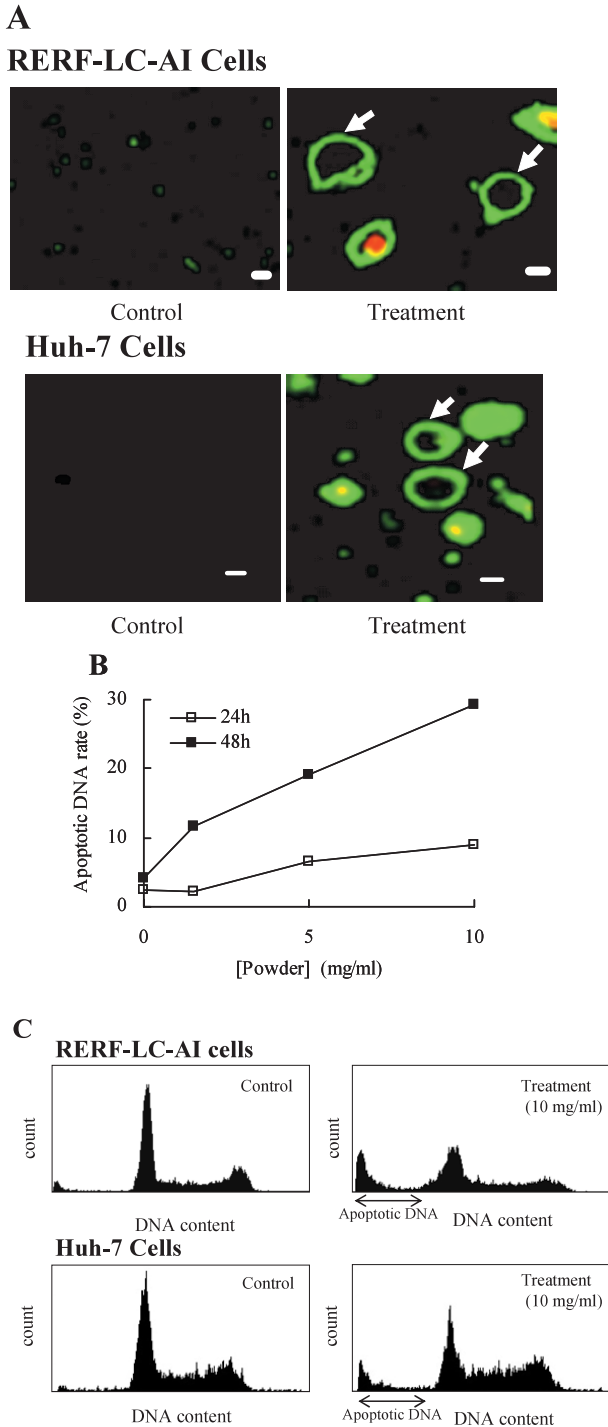 A
RERF-LC-AI Cells
Control
Treatment
Huh-7 Cells
Control
Treatment
B
Apoptotic DNA rate (%)
30
20
10
0
24h
48h
0
5
10
[Powder] (mg/ml)
C
RERF-LC-AI cells
count
Control
DNA content
count
Treatment
(10 mg/ml)
Apoptotic DNA
DNA content
Huh-7 Cells
count
Control
DNA content
count
Treatment
(10 mg/ml)
Apoptotic DNA
DNA content